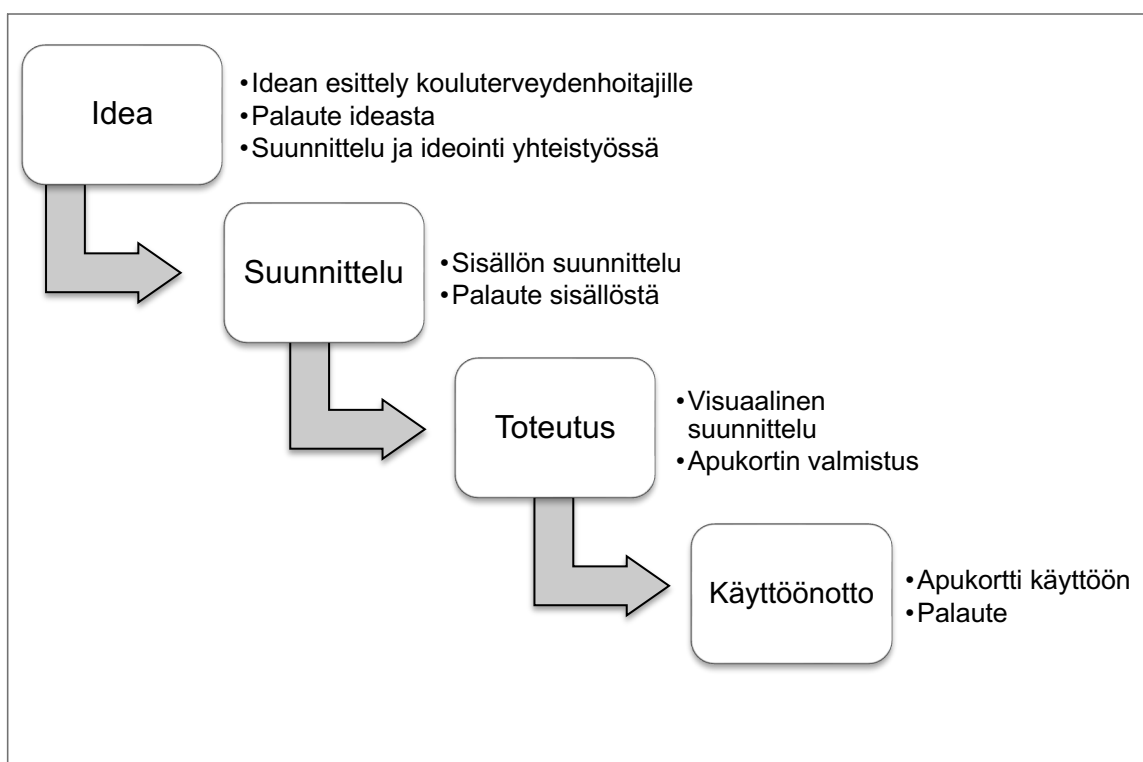 Idea
•Idean esittely kouluterveydenhoitajille
•Palaute ideasta
•Suunnittelu ja ideointi yhteistyössä
Suunnittelu
•Sisällön suunnittelu
•Palaute sisällöstä
Toteutus
•Visuaalinen
suunnittelu
•Apukortin valmistus
Käyttöönotto
•Apukortti käyttöön
•Palaute